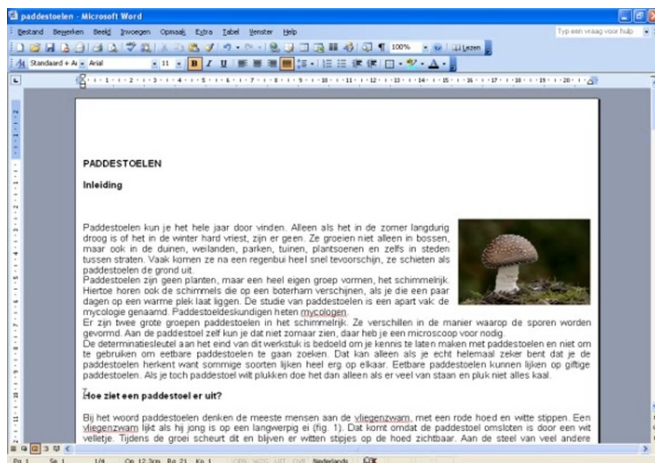 paddestoelen - Microsoft Word
Bestand Bewerken Beeld Invoegen Opmaak Extra Tabel Venster Help
Typ een vraag voor hulp
100% Lezen
Standaard + A Arial 11 B I U
PADDESTOELEN
Inleiding
Paddestoelen kun je het hele jaar door vinden. Alleen als het in de zomer langdurig
droog is of het in de winter hard vriest, zijn er geen. Ze groeien niet alleen in bossen,
maar ook in de duinen, weilanden, parken, tuinen, plantsoenen en zelfs in steden
tussen straten. Vaak komen ze na een regenbui heel snel tevoorschijn, ze schieten als
paddestoelen de grond uit.
Paddestoelen zijn geen planten, maar een heel eigen groep vormen, het schimmelrijk.
Hiertoe horen ook de schimmels die op een boterham verschijnen, als je die een paar
dagen op een warme plek laat liggen. De studie van paddestoelen is een apart vak: de
mycologie genaamd. Paddestoeldeskundigen heten mycologen.
Er zijn twee grote groepen paddestoelen in het schimmelrijk. Ze verschillen in de manier waarop de sporen worden
gevormd. Aan de paddestoel zelf kun je dat niet zomaar zien, daar heb je een microscoop voor nodig.
De determinatiesleutel aan het eind van dit werkstuk is bedoeld om je kennis te laten maken met paddestoelen en niet om
te gebruiken om eetbare paddestoelen te gaan zoeken. Dat kan alleen als je echt helemaal zeker bent dat je de
paddestoelen herkent want sommige soorten lijken heel erg op elkaar. Eetbare paddestoelen kunnen lijken op giftige
paddestoelen. Als je toch paddestoel wilt plukken doe het dan alleen als er veel van staan en pluk niet alles kaal.
Hoe ziet een paddestoel er uit?
Bij het woord paddestoelen denken de meeste mensen aan de vliegenzwam, met een rode hoed en witte stippen. Een
vliegenzwam lijkt als hij jong is op een langwerpig ei (fig. 1). Dat komt omdat de paddestoel omsloten is door een wit
velletje. Tijdens de groei scheurt dit en blijven er witten stipjes op de hoed zichtbaar. Aan de steel van veel andere
Pg 1 Se 1 1/4 Op 12,3cm Rg 21 Ko 1 Nederlands